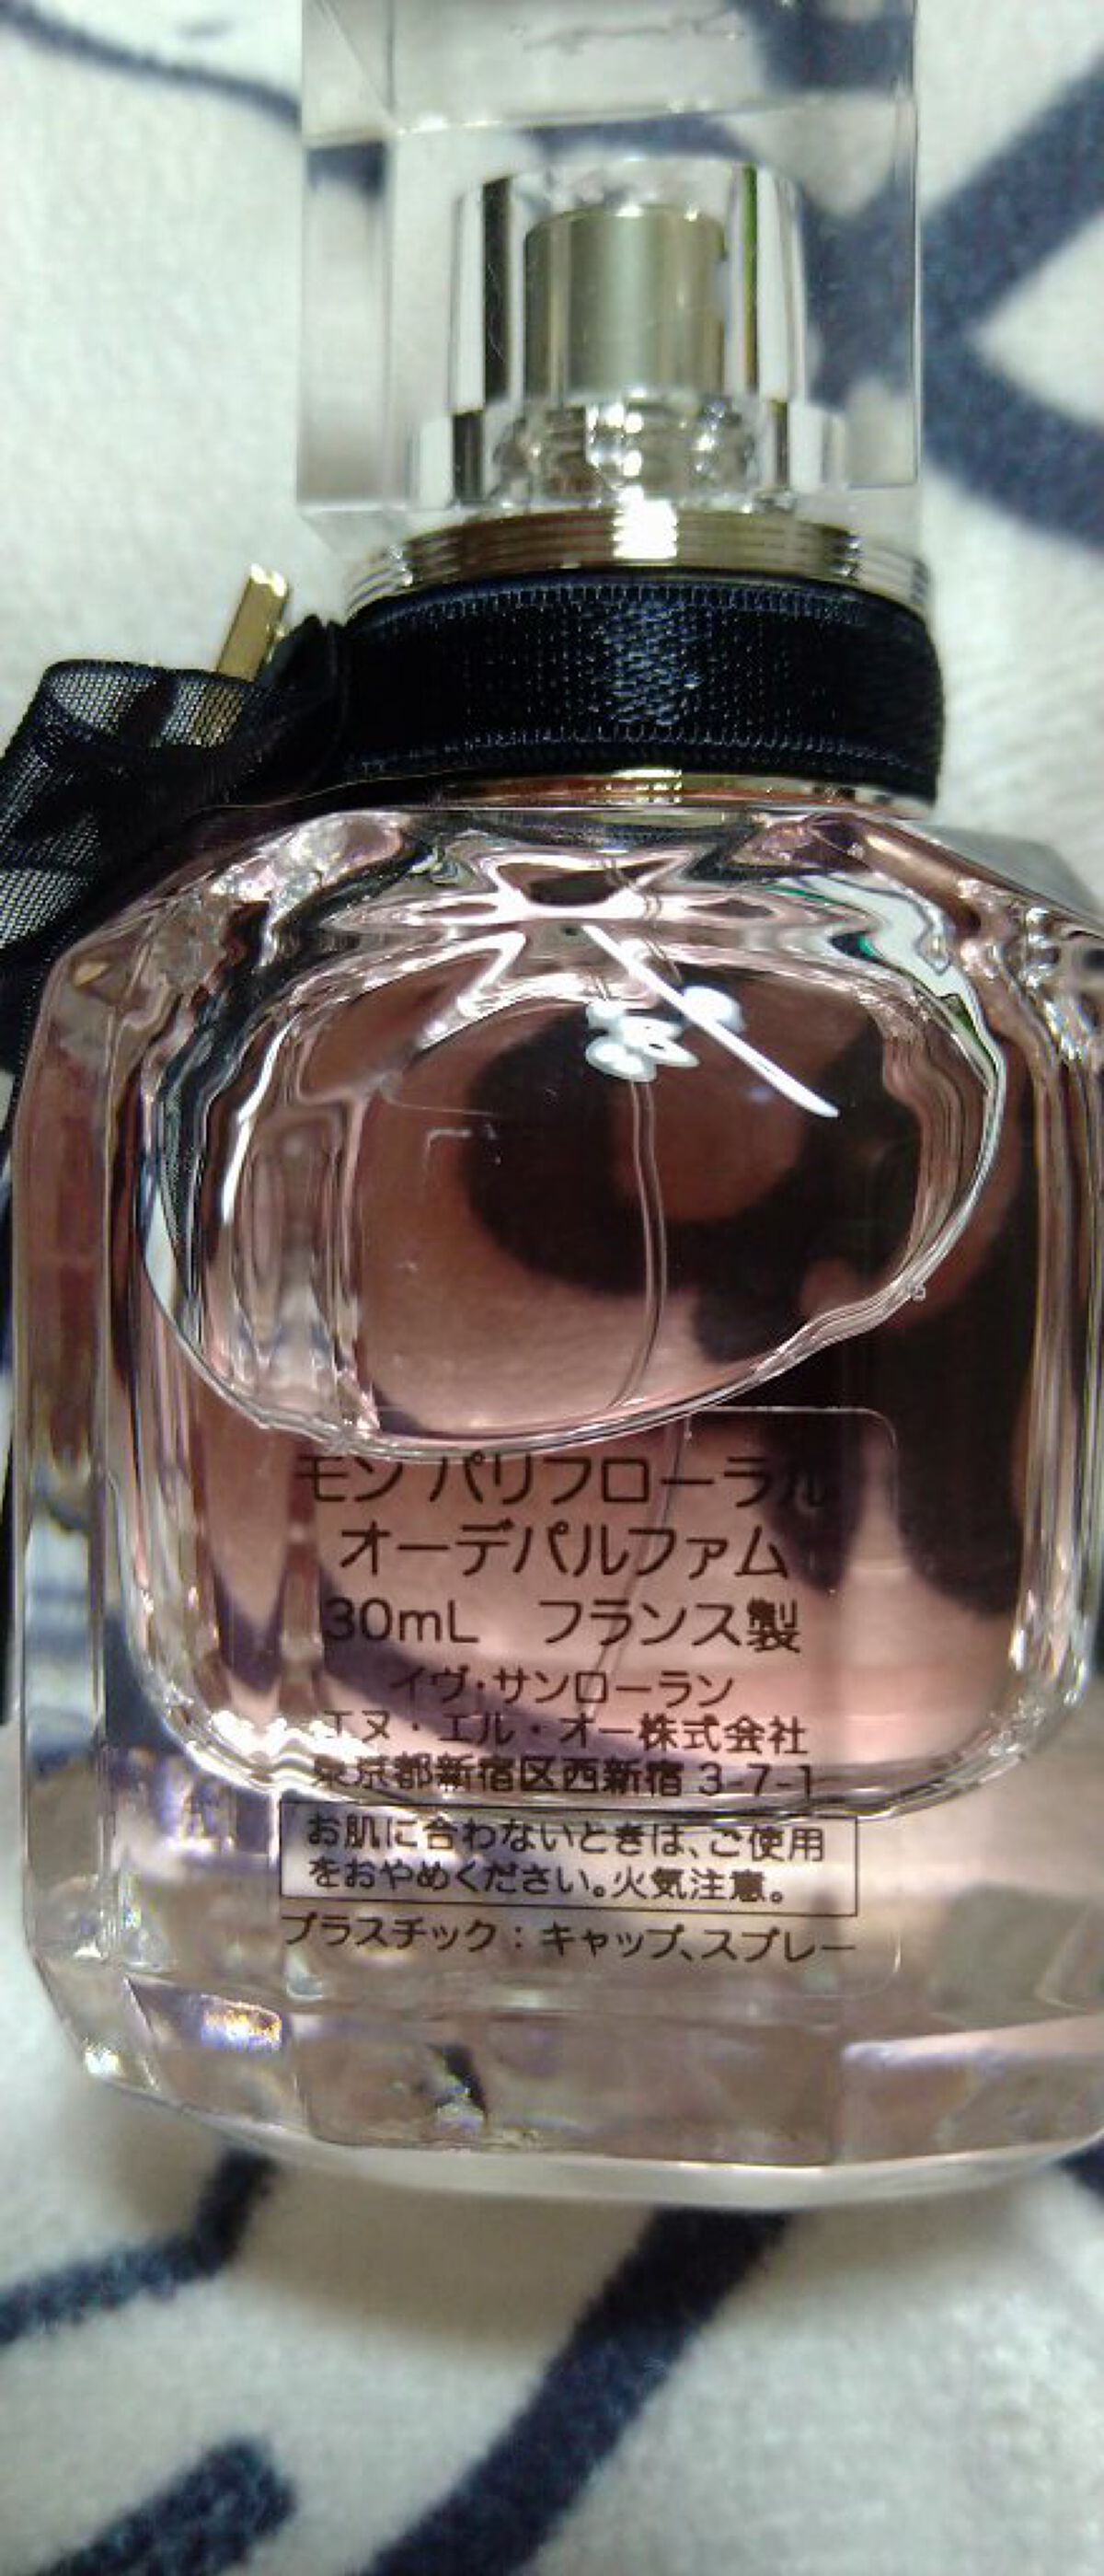 モン パリフローラル
オーデパルファム
30mL フランス製
イヴ・サンローラン
エヌ・エル・オー株式会社
東京都新宿区西新宿 3-7-1
お肌に合わないときは、ご使用
をおやめください。火気注意。
プラスチック：キャップ、スプレー